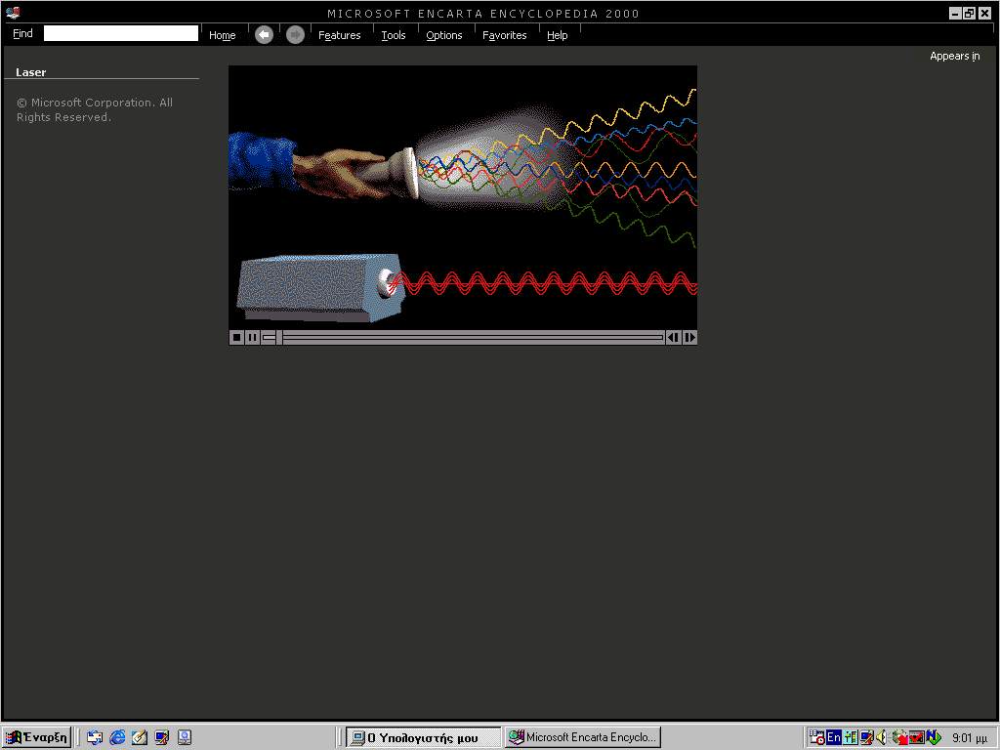 MICROSOFT ENCARTA ENCYCLOPEDIA 2000
Find Home Features Tools Options Favorites Help
Appears in
Laser
© Microsoft Corporation. All
Rights Reserved.
Έναρξη Ο Υπολογιστής μου Microsoft Encarta Encyclo... En 9:01 μμ